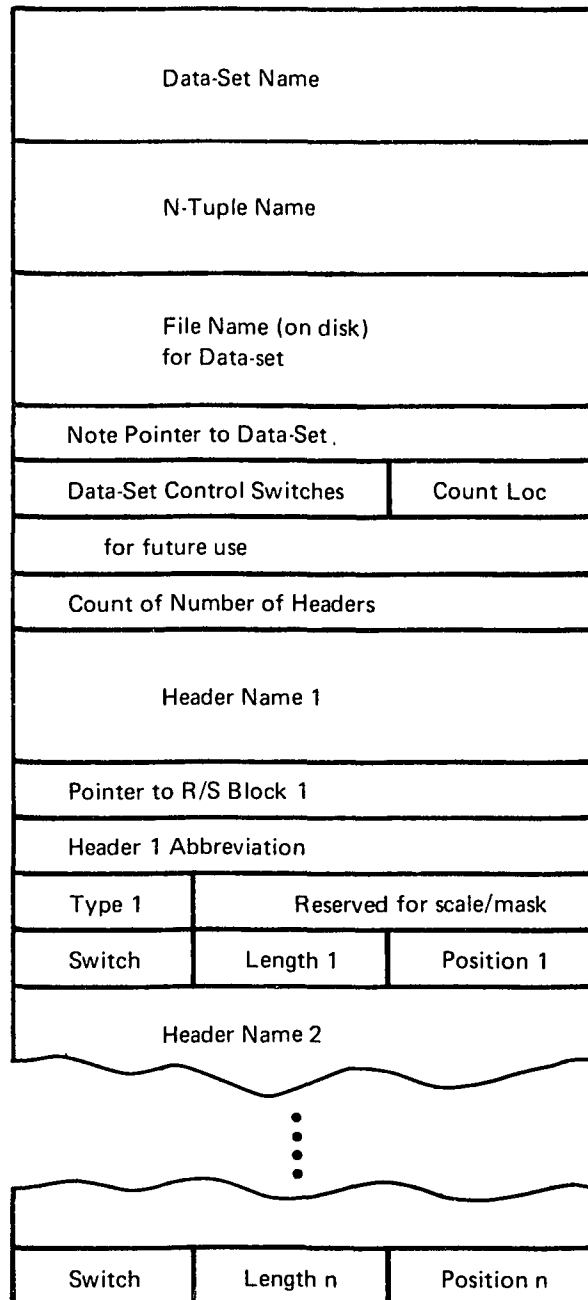 Data-Set Name
N-Tuple Name
File Name (on disk)
for Data-set
Note Pointer to Data-Set .
Data-Set Control Switches Count Loc
for future use
Count of Number of Headers
Header Name 1
Pointer to R/S Block 1
Header 1 Abbreviation
Type 1 Reserved for scale/mask
Switch Length 1 Position 1
Header Name 2
Switch Length n Position n